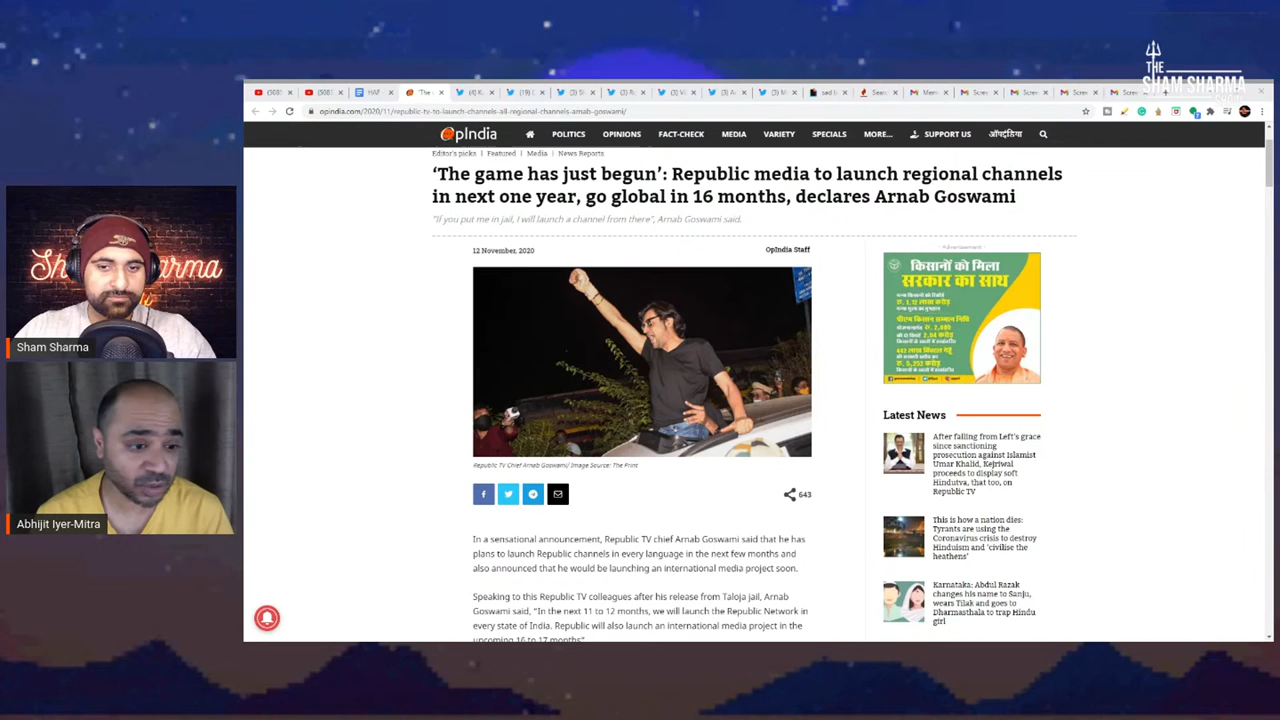 THE
SHAM SHARMA
opindia.com/2020/11/republic-tv-to-launch-channels-all-regional-channels-arnab-goswami/
OpIndia
POLITICS OPINIONS FACT-CHECK MEDIA VARIETY SPECIALS MORE... SUPPORT US ऑपइंडिया
Editor's picks | Featured | Media | News Reports
‘The game has just begun’: Republic media to launch regional channels
in next one year, go global in 16 months, declares Arnab Goswami
"If you put me in jail, I will launch a channel from there", Arnab Goswami said.
12 November, 2020
OpIndia Staff
- Advertisement -
किसानों को मिला
सरकार का साथ
Republic TV Chief Arnab Goswami/ Image Source: The Print
643
In a sensational announcement, Republic TV chief Arnab Goswami said that he has
plans to launch Republic channels in every language in the next few months and
also announced that he would be launching an international media project soon.
Speaking to this Republic TV colleagues after his release from Taloja jail, Arnab
Goswami said, “In the next 11 to 12 months, we will launch the Republic Network in
every state of India. Republic will also launch an international media project in the
upcoming 16 to 17 months”
Latest News
After falling from Left's grace
since sanctioning
prosecution against Islamist
Umar Khalid, Kejriwal
proceeds to display soft
Hindutva, that too, on
Republic TV
This is how a nation dies:
Tyrants are using the
Coronavirus crisis to destroy
Hinduism and ‘civilise the
heathens’
Karnataka: Abdul Razak
changes his name to Sanju,
wears Tilak and goes to
Dharmasthala to trap Hindu
girl
Sham Sharma
Abhijit Iyer-Mitra